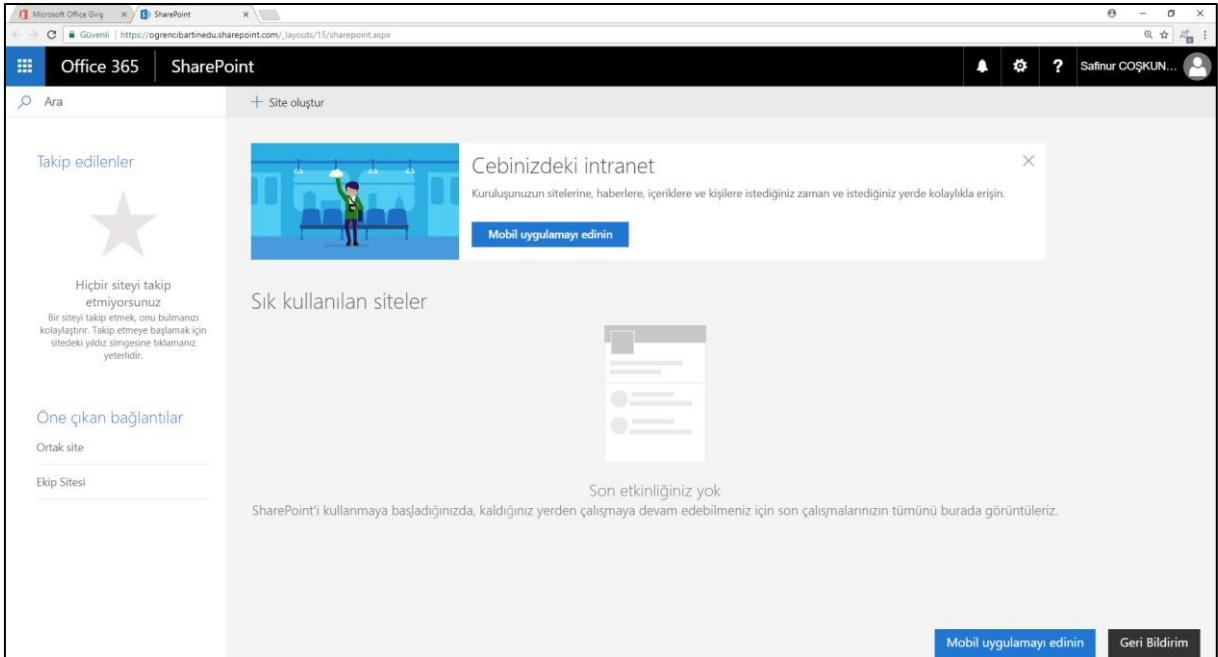 Microsoft Office Giriş
SharePoint
Güvenli | https://ogrencibartinedu.sharepoint.com/_layouts/15/sharepoint.aspx
Office 365 SharePoint
? Safinur COŞKUN...
Ara
+ Site oluştur
Takip edilenler
Hiçbir siteyi takip
etmiyorsunuz
Bir siteyi takip etmek, onu bulmanızı
kolaylaştırır. Takip etmeye başlamak için
sitedeki yıldız simgesine tıklamanız
yeterlidir.
Öne çıkan bağlantılar
Ortak site
Ekip Sitesi
Cebinizdeki intranet
Kuruluşunuzun sitelerine, haberlere, içeriklere ve kişilere istediğiniz zaman ve istediğiniz yerde kolaylıkla erişin.
Mobil uygulamayı edinin
Sık kullanılan siteler
Son etkinliğiniz yok
SharePoint'i kullanmaya başladığınızda, kaldığınız yerden çalışmaya devam edebilmeniz için son çalışmalarınızın tümünü burada görüntüleriz.
Mobil uygulamayı edinin
Geri Bildirim